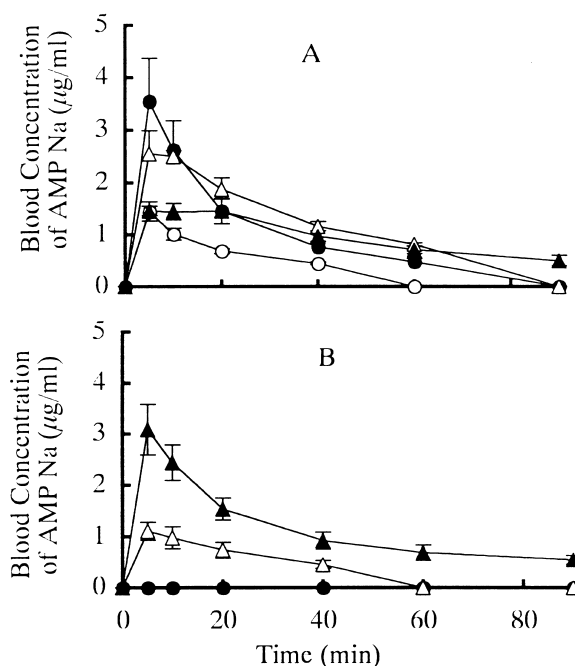 A
5
4
3
2
1
0
Blood Concentration
of AMP Na (μg/ml)
B
5
4
3
2
1
0
Blood Concentration
of AMP Na (μg/ml)
0 20 40 60 80
Time (min)